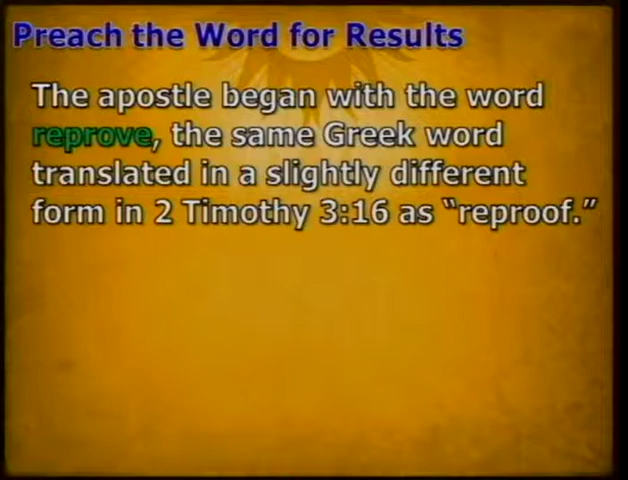 Preach the Word for Results
The apostle began with the word
reprove, the same Greek word
translated in a slightly different
form in 2 Timothy 3:16 as “reproof.”